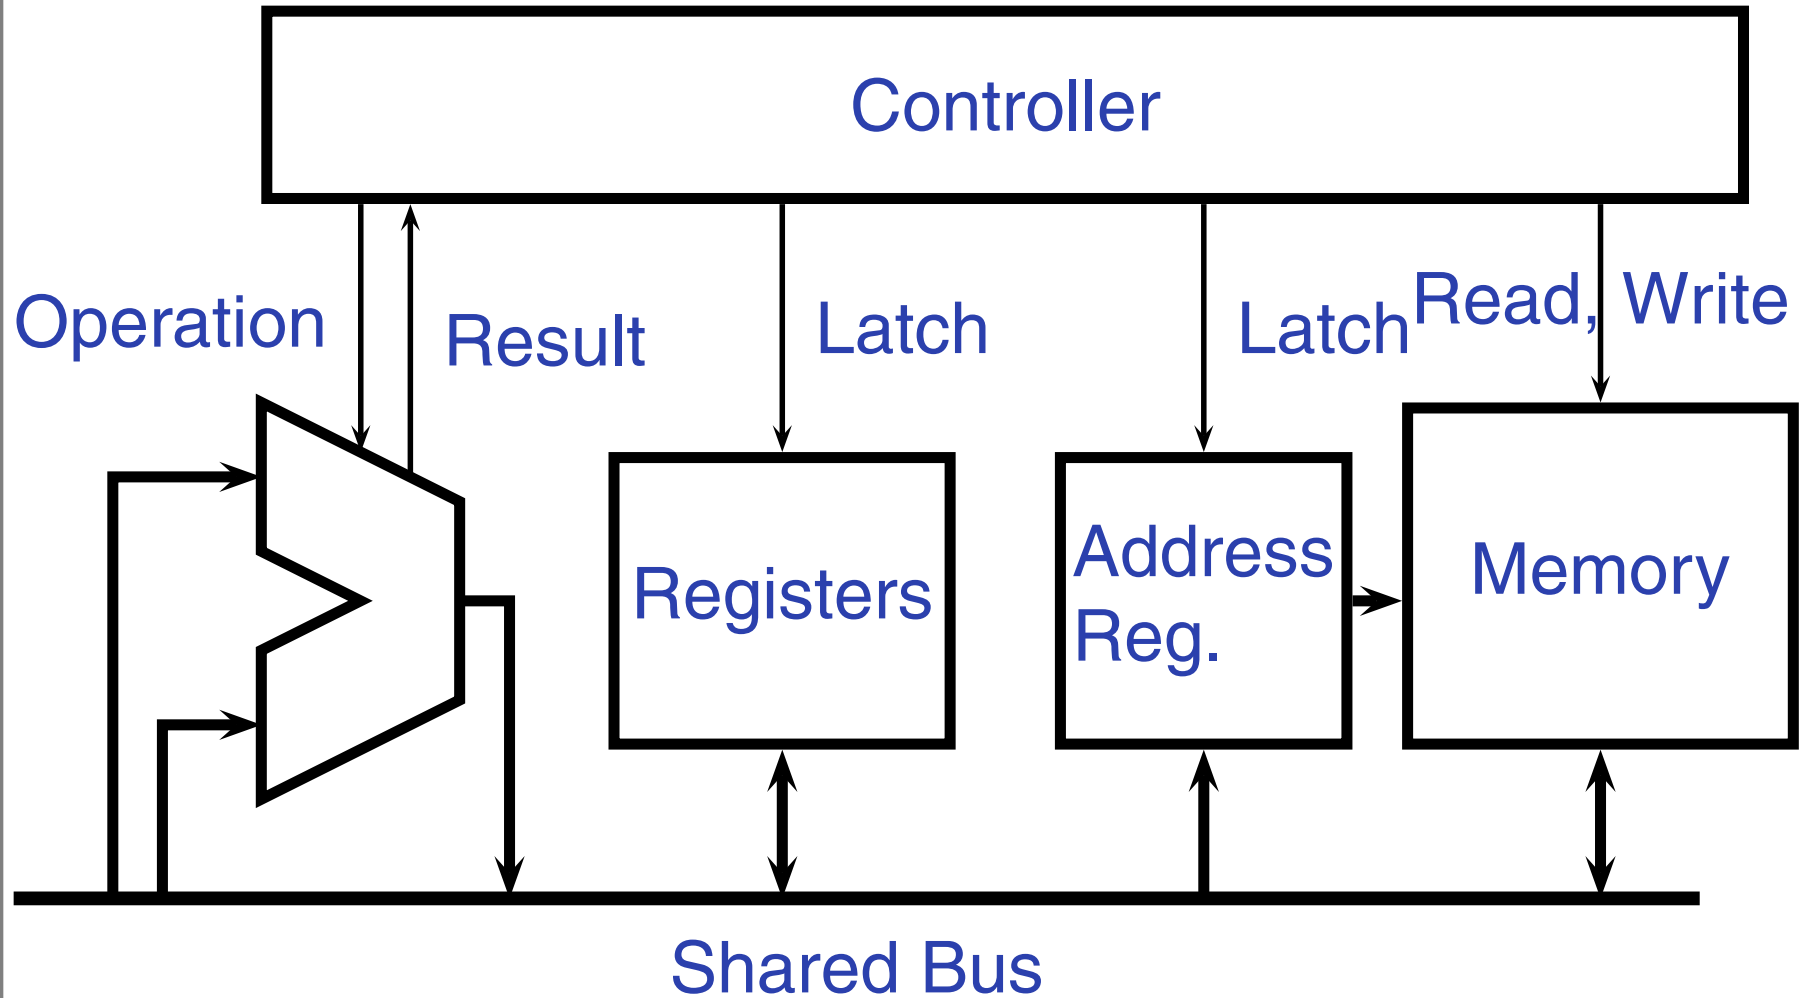 Controller
Operation
Result
Latch
Latch
Read, Write
Registers
Address
Reg.
Memory
Shared Bus